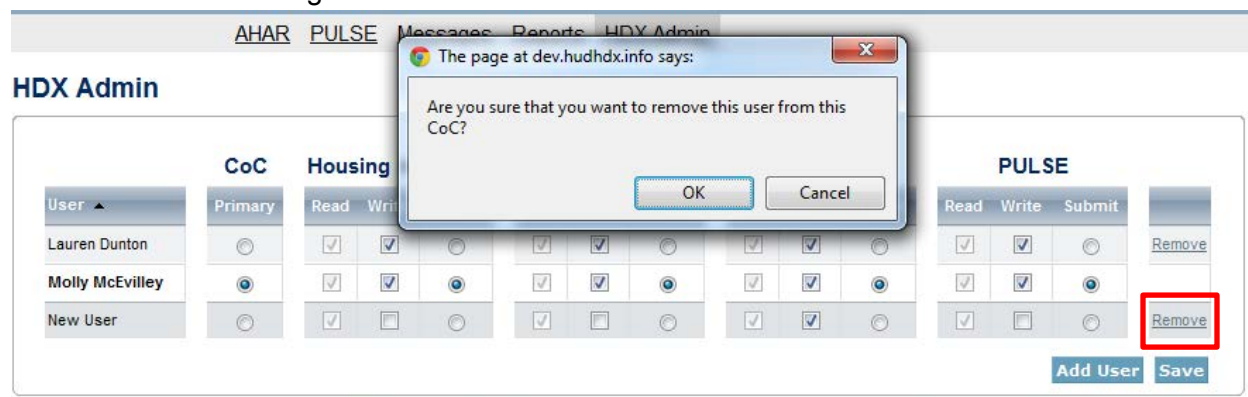 AHAR PULSE Messages Reports HDX Admin
The page at dev.hudhdx.info says:
Are you sure that you want to remove this user from this
CoC?
OK Cancel
HDX Admin
CoC Housing PULSE
User Primary Read Read Write Submit
Lauren Dunton Remove
Molly McEvilley
New User Remove
Add User Save